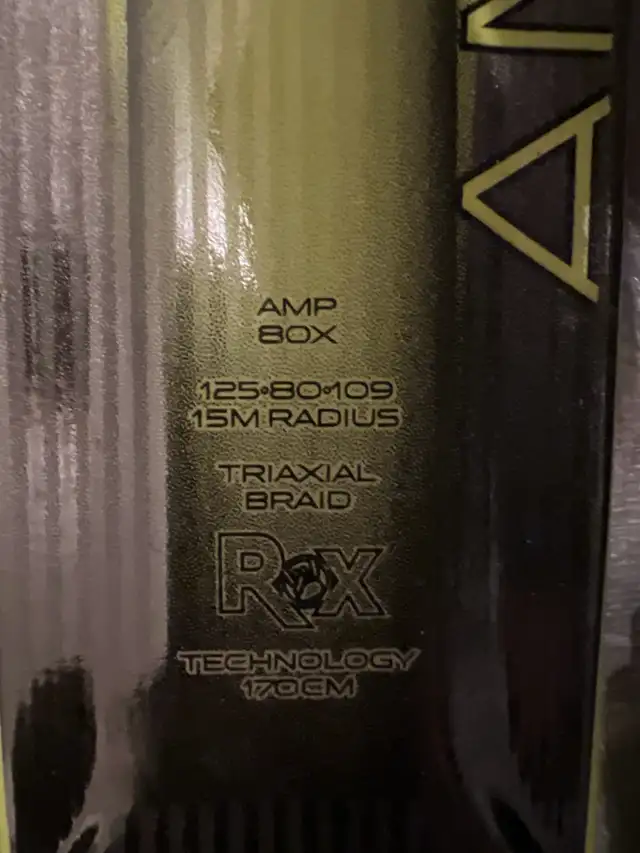 AMP
80X
125•80•109
15M RADIUS
TRIAXIAL
BRAID
Rox
TECHNOLOGY
170CM